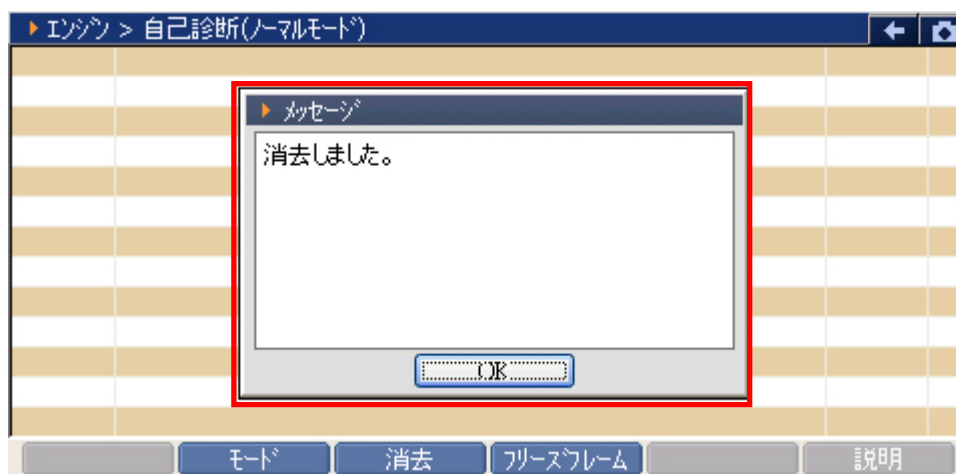 エンジン > 自己診断(ノーマルモード)
メッセージ
消去しました。
OK
モード 消去 フリーズフレーム 説明